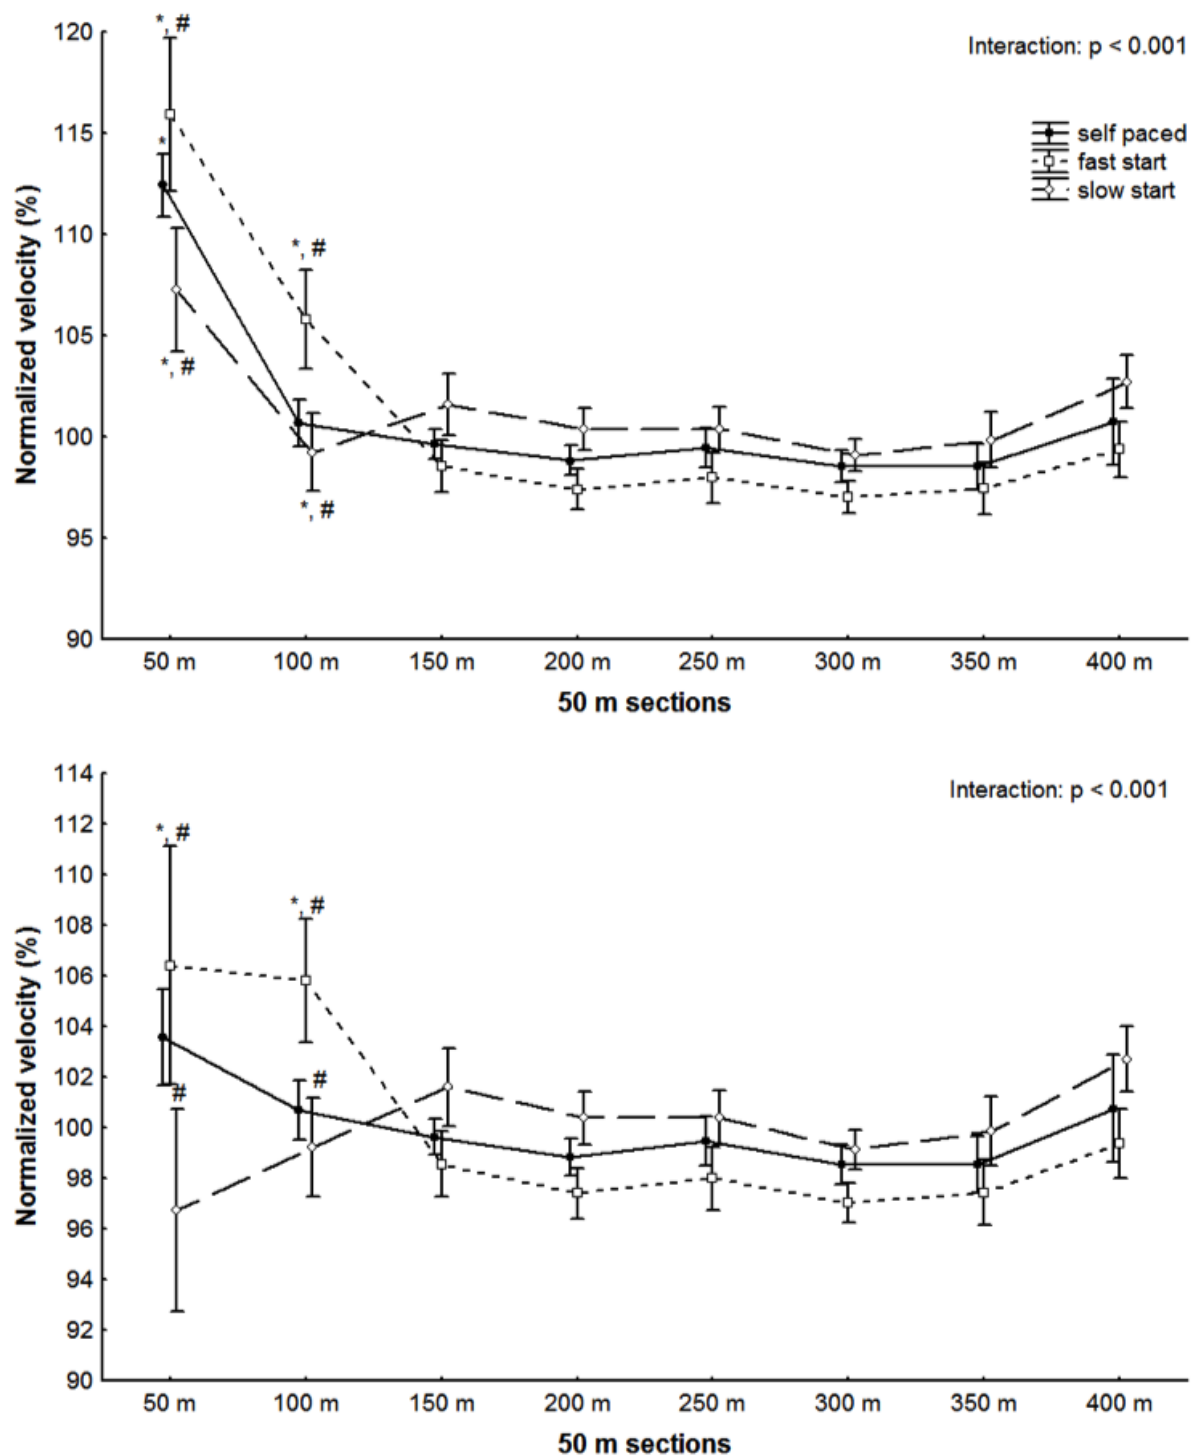 *, #
120
Interaction: p < 0.001
115
*
self paced
fast start
slow start
110
*, #
105
*, #
100
*, #
95
90
Normalized velocity (%)
50 m 100 m 150 m 200 m 250 m 300 m 350 m 400 m
50 m sections
114
Interaction: p < 0.001
112
*, #
110
108
*, #
106
104
102
#
#
100
98
96
94
92
90
Normalized velocity (%)
50 m 100 m 150 m 200 m 250 m 300 m 350 m 400 m
50 m sections